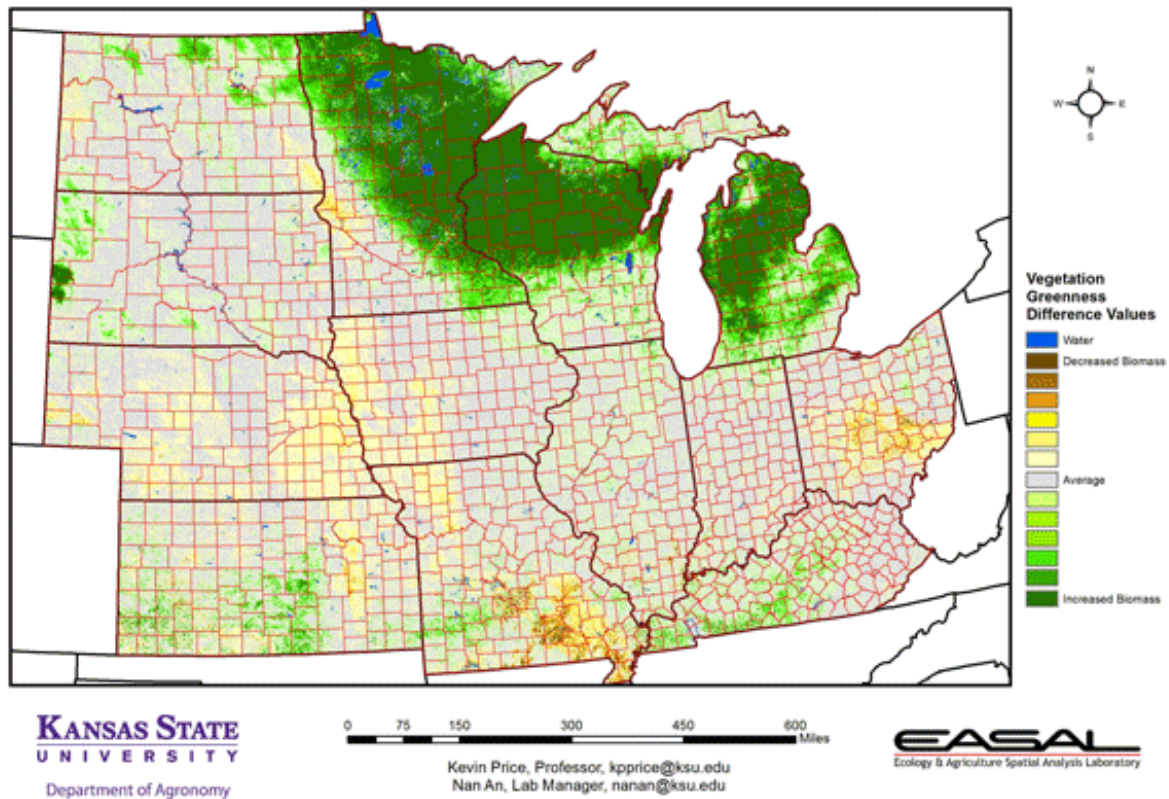 N
W E
S
Vegetation
Greenness
Difference Values
Water
Decreased Biomass
Average
Increased Biomass
KANSAS STATE
UNIVERSITY
Department of Agronomy
0 75 150 300 450 600
Miles
Kevin Price, Professor, kpprice@ksu.edu
Nan An, Lab Manager, nanan@ksu.edu
EASAL
Ecology & Agriculture Spatial Analysis Laboratory